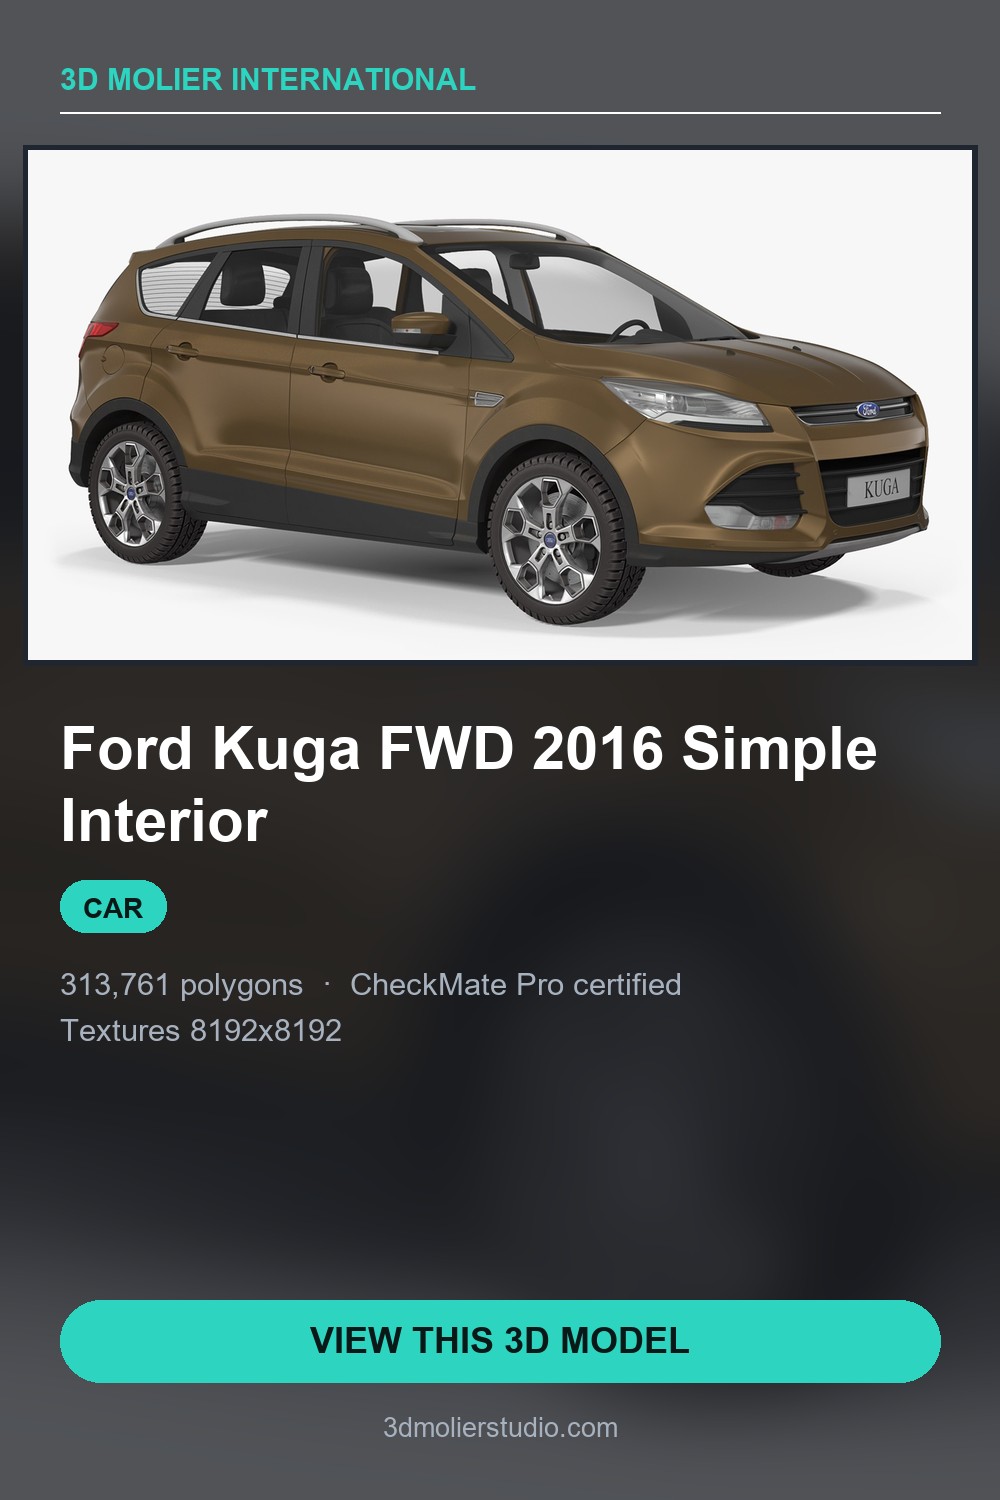 3D MOLIER INTERNATIONAL
Ford
KUGA
Ford Kuga FWD 2016 Simple
Interior
CAR
313,761 polygons · CheckMate Pro certified
Textures 8192x8192
VIEW THIS 3D MODEL
3dmolierstudio.com